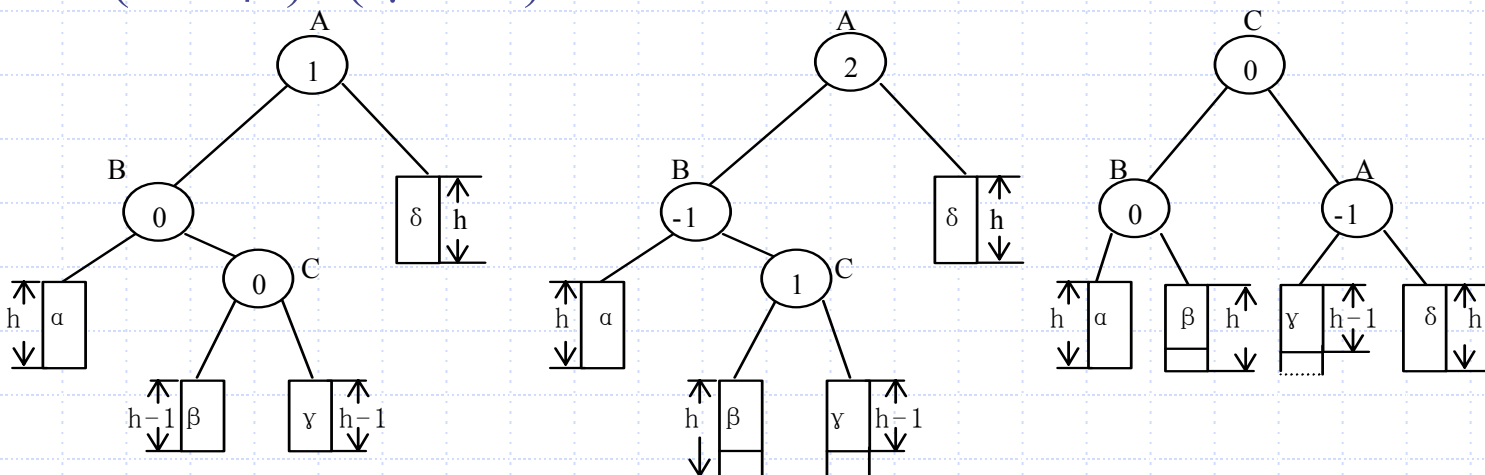 A A C
1 2 0
B B B A
0 δ h -1 δ h 0 -1
C C
h α 0 h α 1 h α β h γ h-1 δ h
h-1 β γ h-1 h β γ h-1